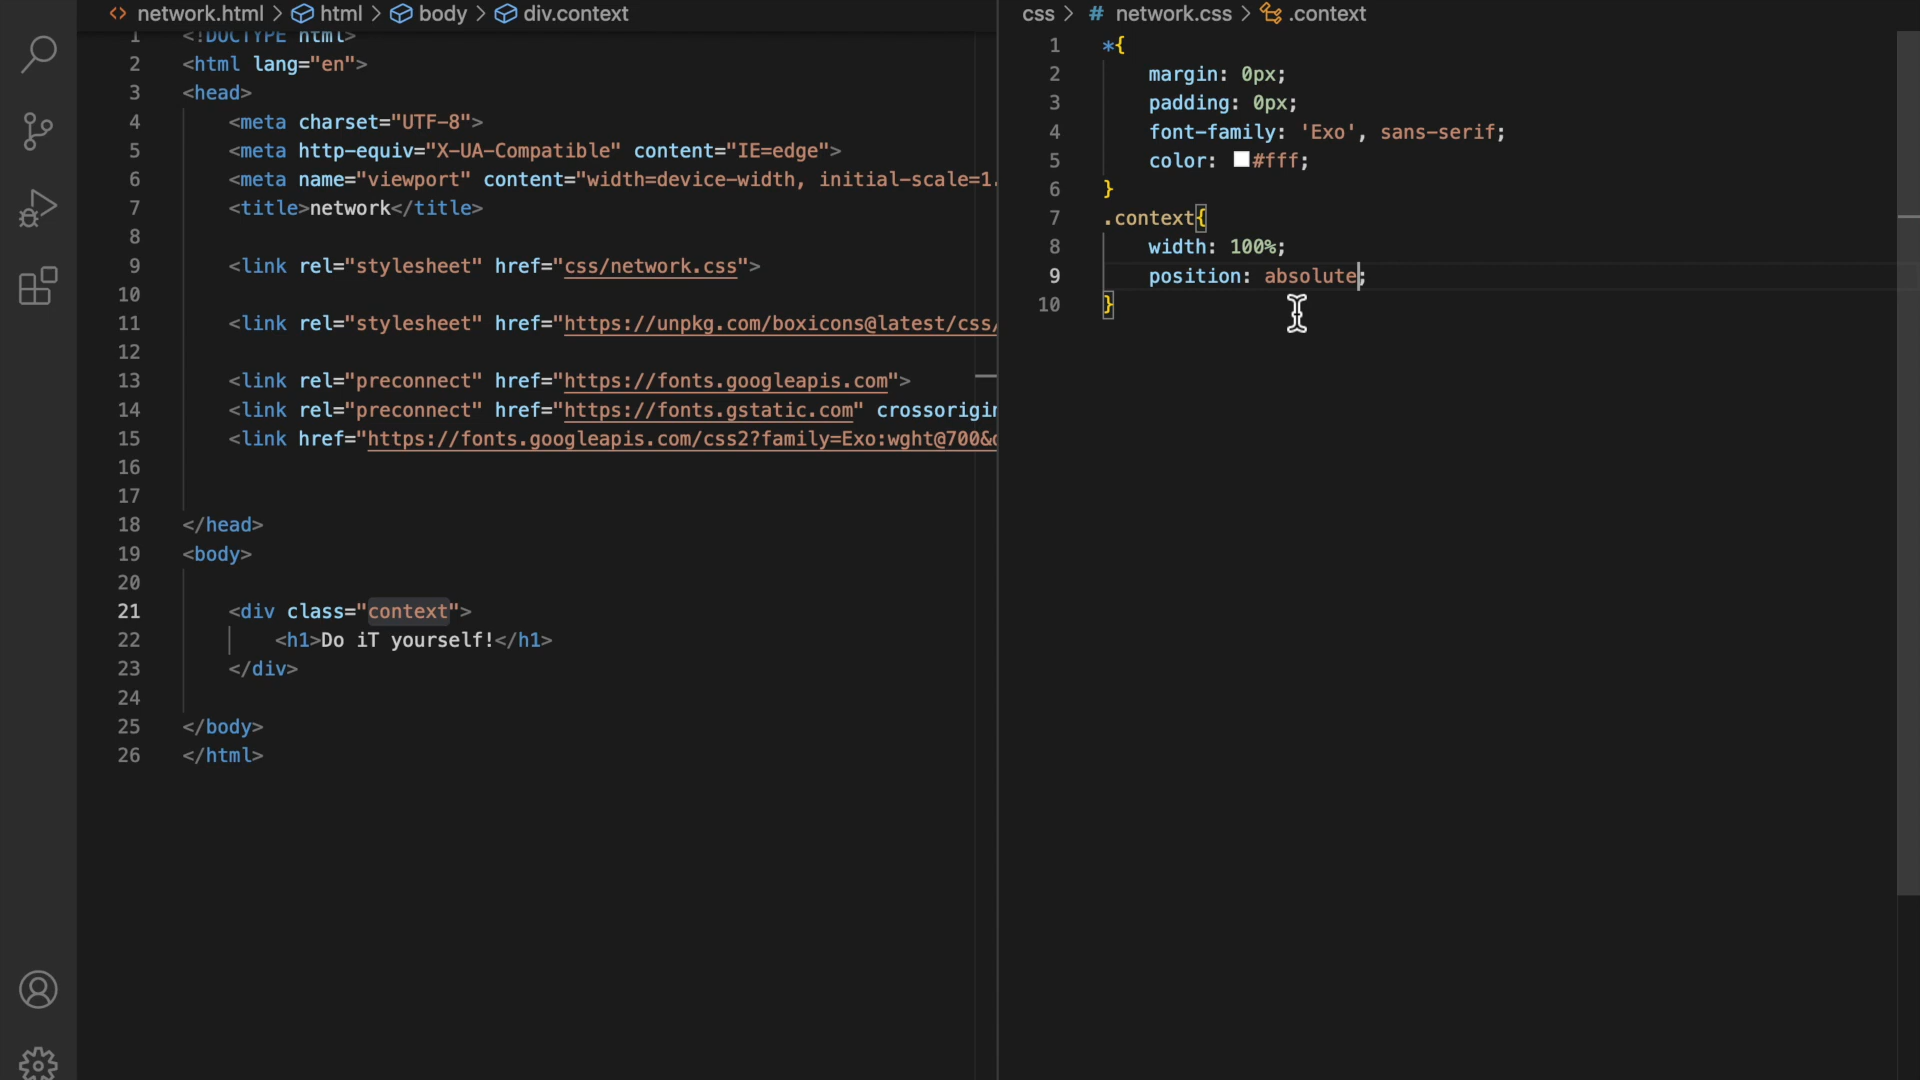 <> network.html > html > body > div.context
1 <!DOCTYPE html>
2 <html lang="en">
3 <head>
4 <meta charset="UTF-8">
5 <meta http-equiv="X-UA-Compatible" content="IE=edge">
6 <meta name="viewport" content="width=device-width, initial-scale=1.
7 <title>network</title>
8
9 <link rel="stylesheet" href="css/network.css">
10
11 <link rel="stylesheet" href="https://unpkg.com/boxicons@latest/css/
12
13 <link rel="preconnect" href="https://fonts.googleapis.com">
14 <link rel="preconnect" href="https://fonts.gstatic.com" crossorigin
15 <link href="https://fonts.googleapis.com/css2?family=Exo:wght@700&
16
17
18 </head>
19 <body>
20
21 <div class="context">
22 <h1>Do iT yourself!</h1>
23 </div>
24
25 </body>
26 </html>
css > # network.css > .context
1 *{
2 margin: 0px;
3 padding: 0px;
4 font-family: 'Exo', sans-serif;
5 color: #fff;
6 }
7 .context{
8 width: 100%;
9 position: absolute;
10 }